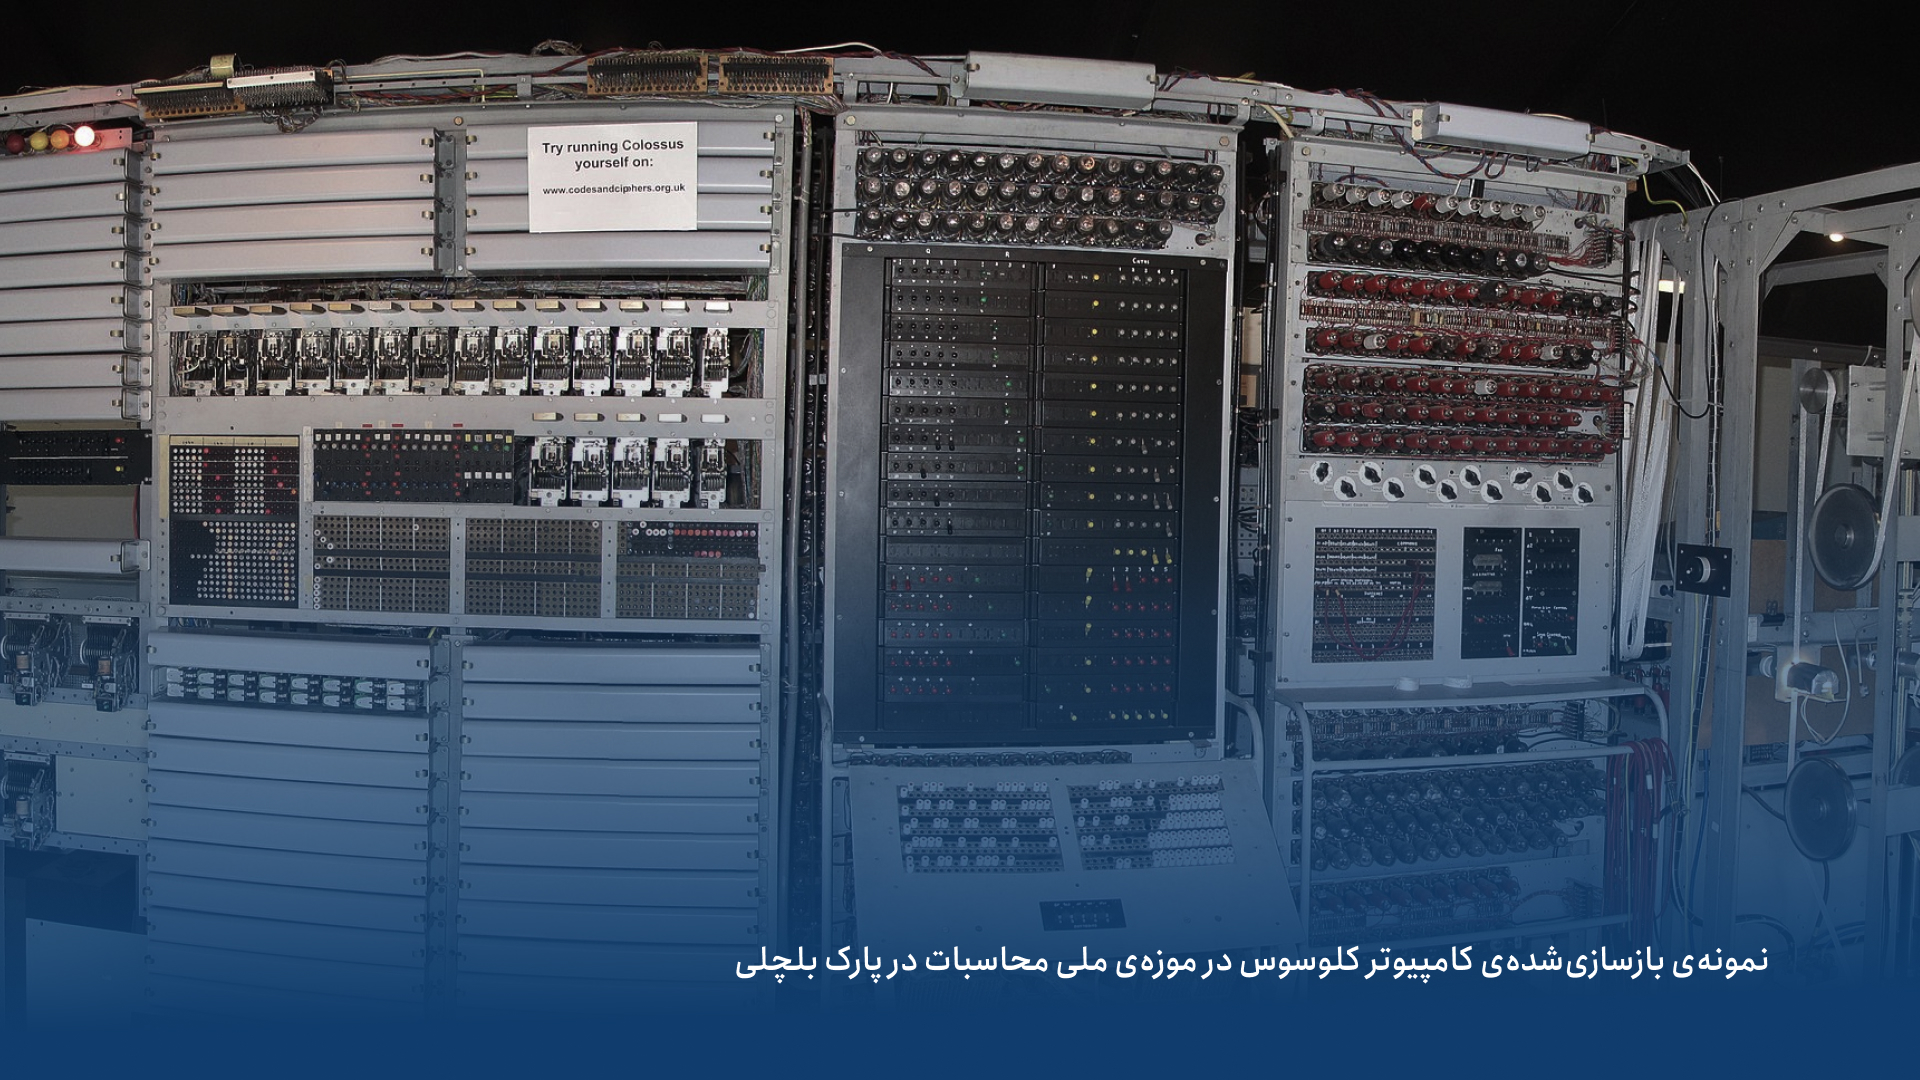 Try running Colossus
yourself on:
www.codesandciphers.org.uk
نمونه‌ی بازسازی‌شده‌ی کامپیوتر کلوسوس در موزه‌ی ملی محاسبات در پارک بلچلی